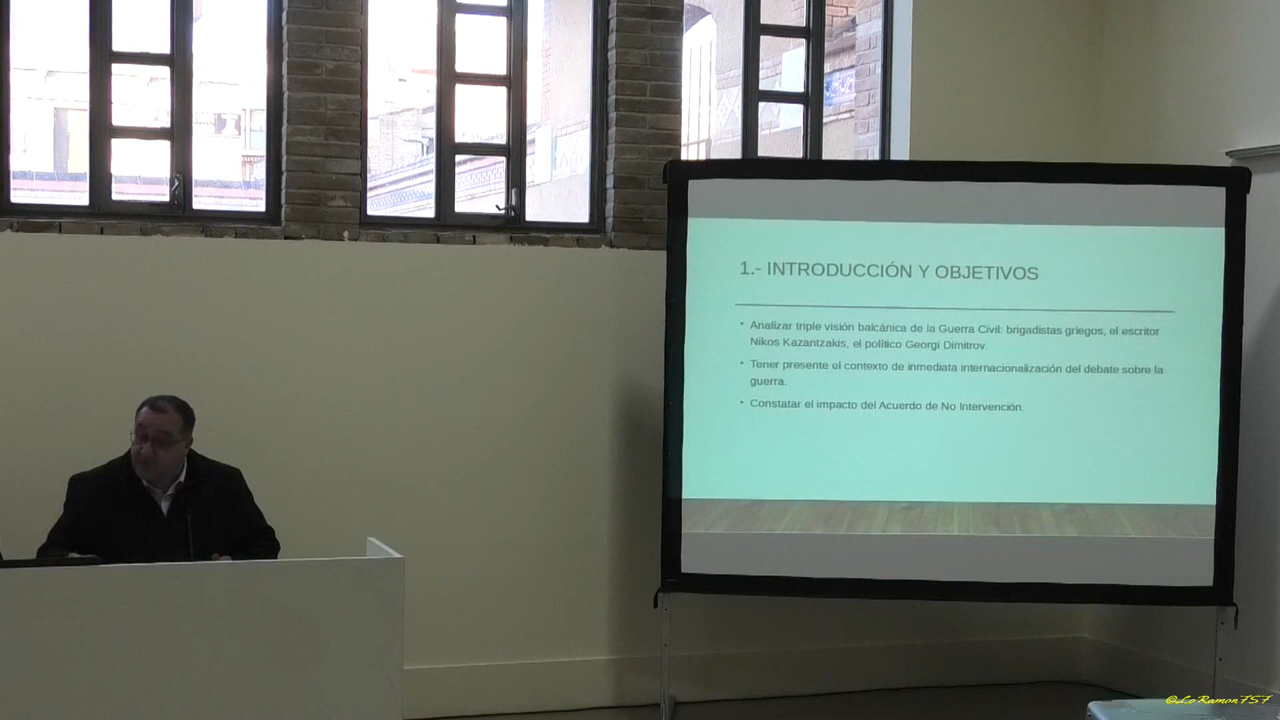 1.- INTRODUCCIÓN Y OBJETIVOS
• Analizar triple visión balcánica de la Guerra Civil: brigadistas griegos, el escritor
Nikos Kazantzakis, el político Georgi Dimitrov.
• Tener presente el contexto de inmediata internacionalización del debate sobre la
guerra.
• Constatar el impacto del Acuerdo de No Intervención.
@LoRamon757